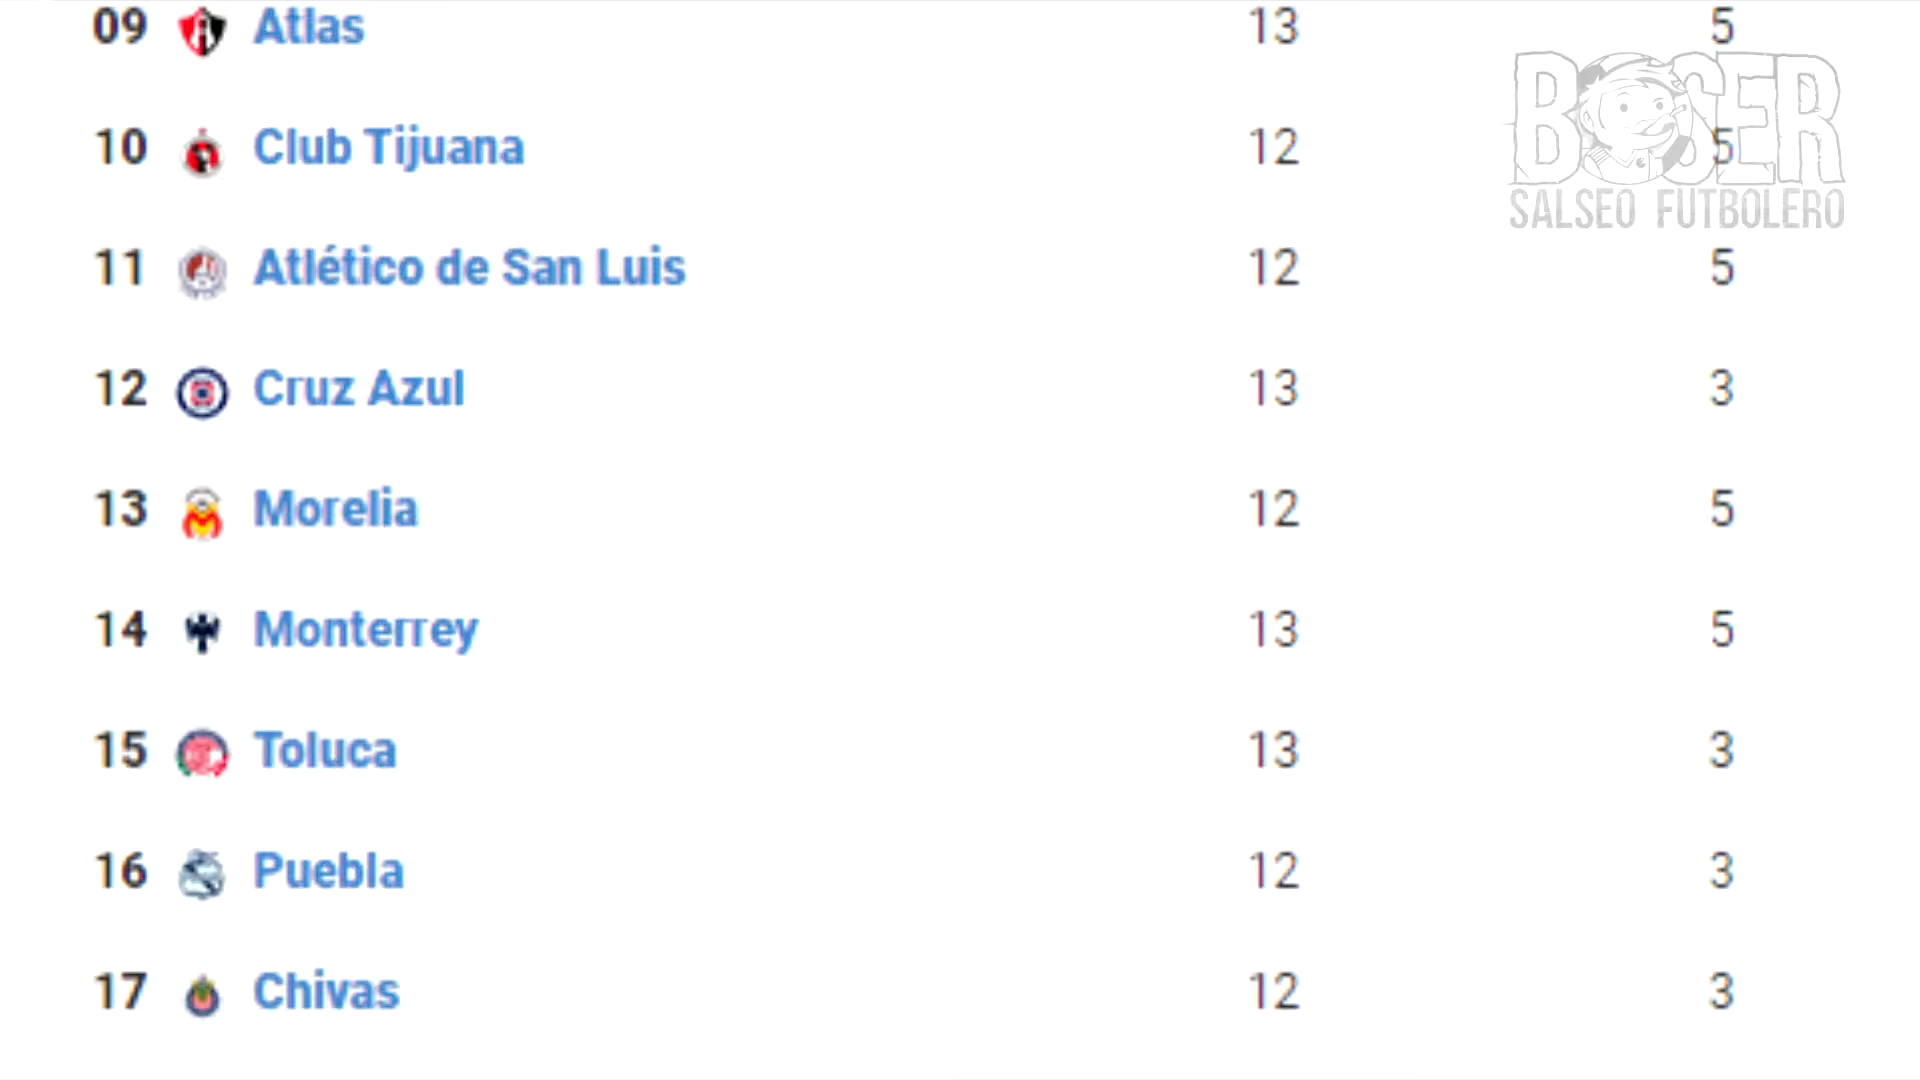 09 Atlas 13 5
10 Club Tijuana 12 5
11 Atlético de San Luis 12 5
12 Cruz Azul 13 3
13 Morelia 12 5
14 Monterrey 13 5
15 Toluca 13 3
16 Puebla 12 3
17 Chivas 12 3
BOSER
SALSEO FUTBOLERO